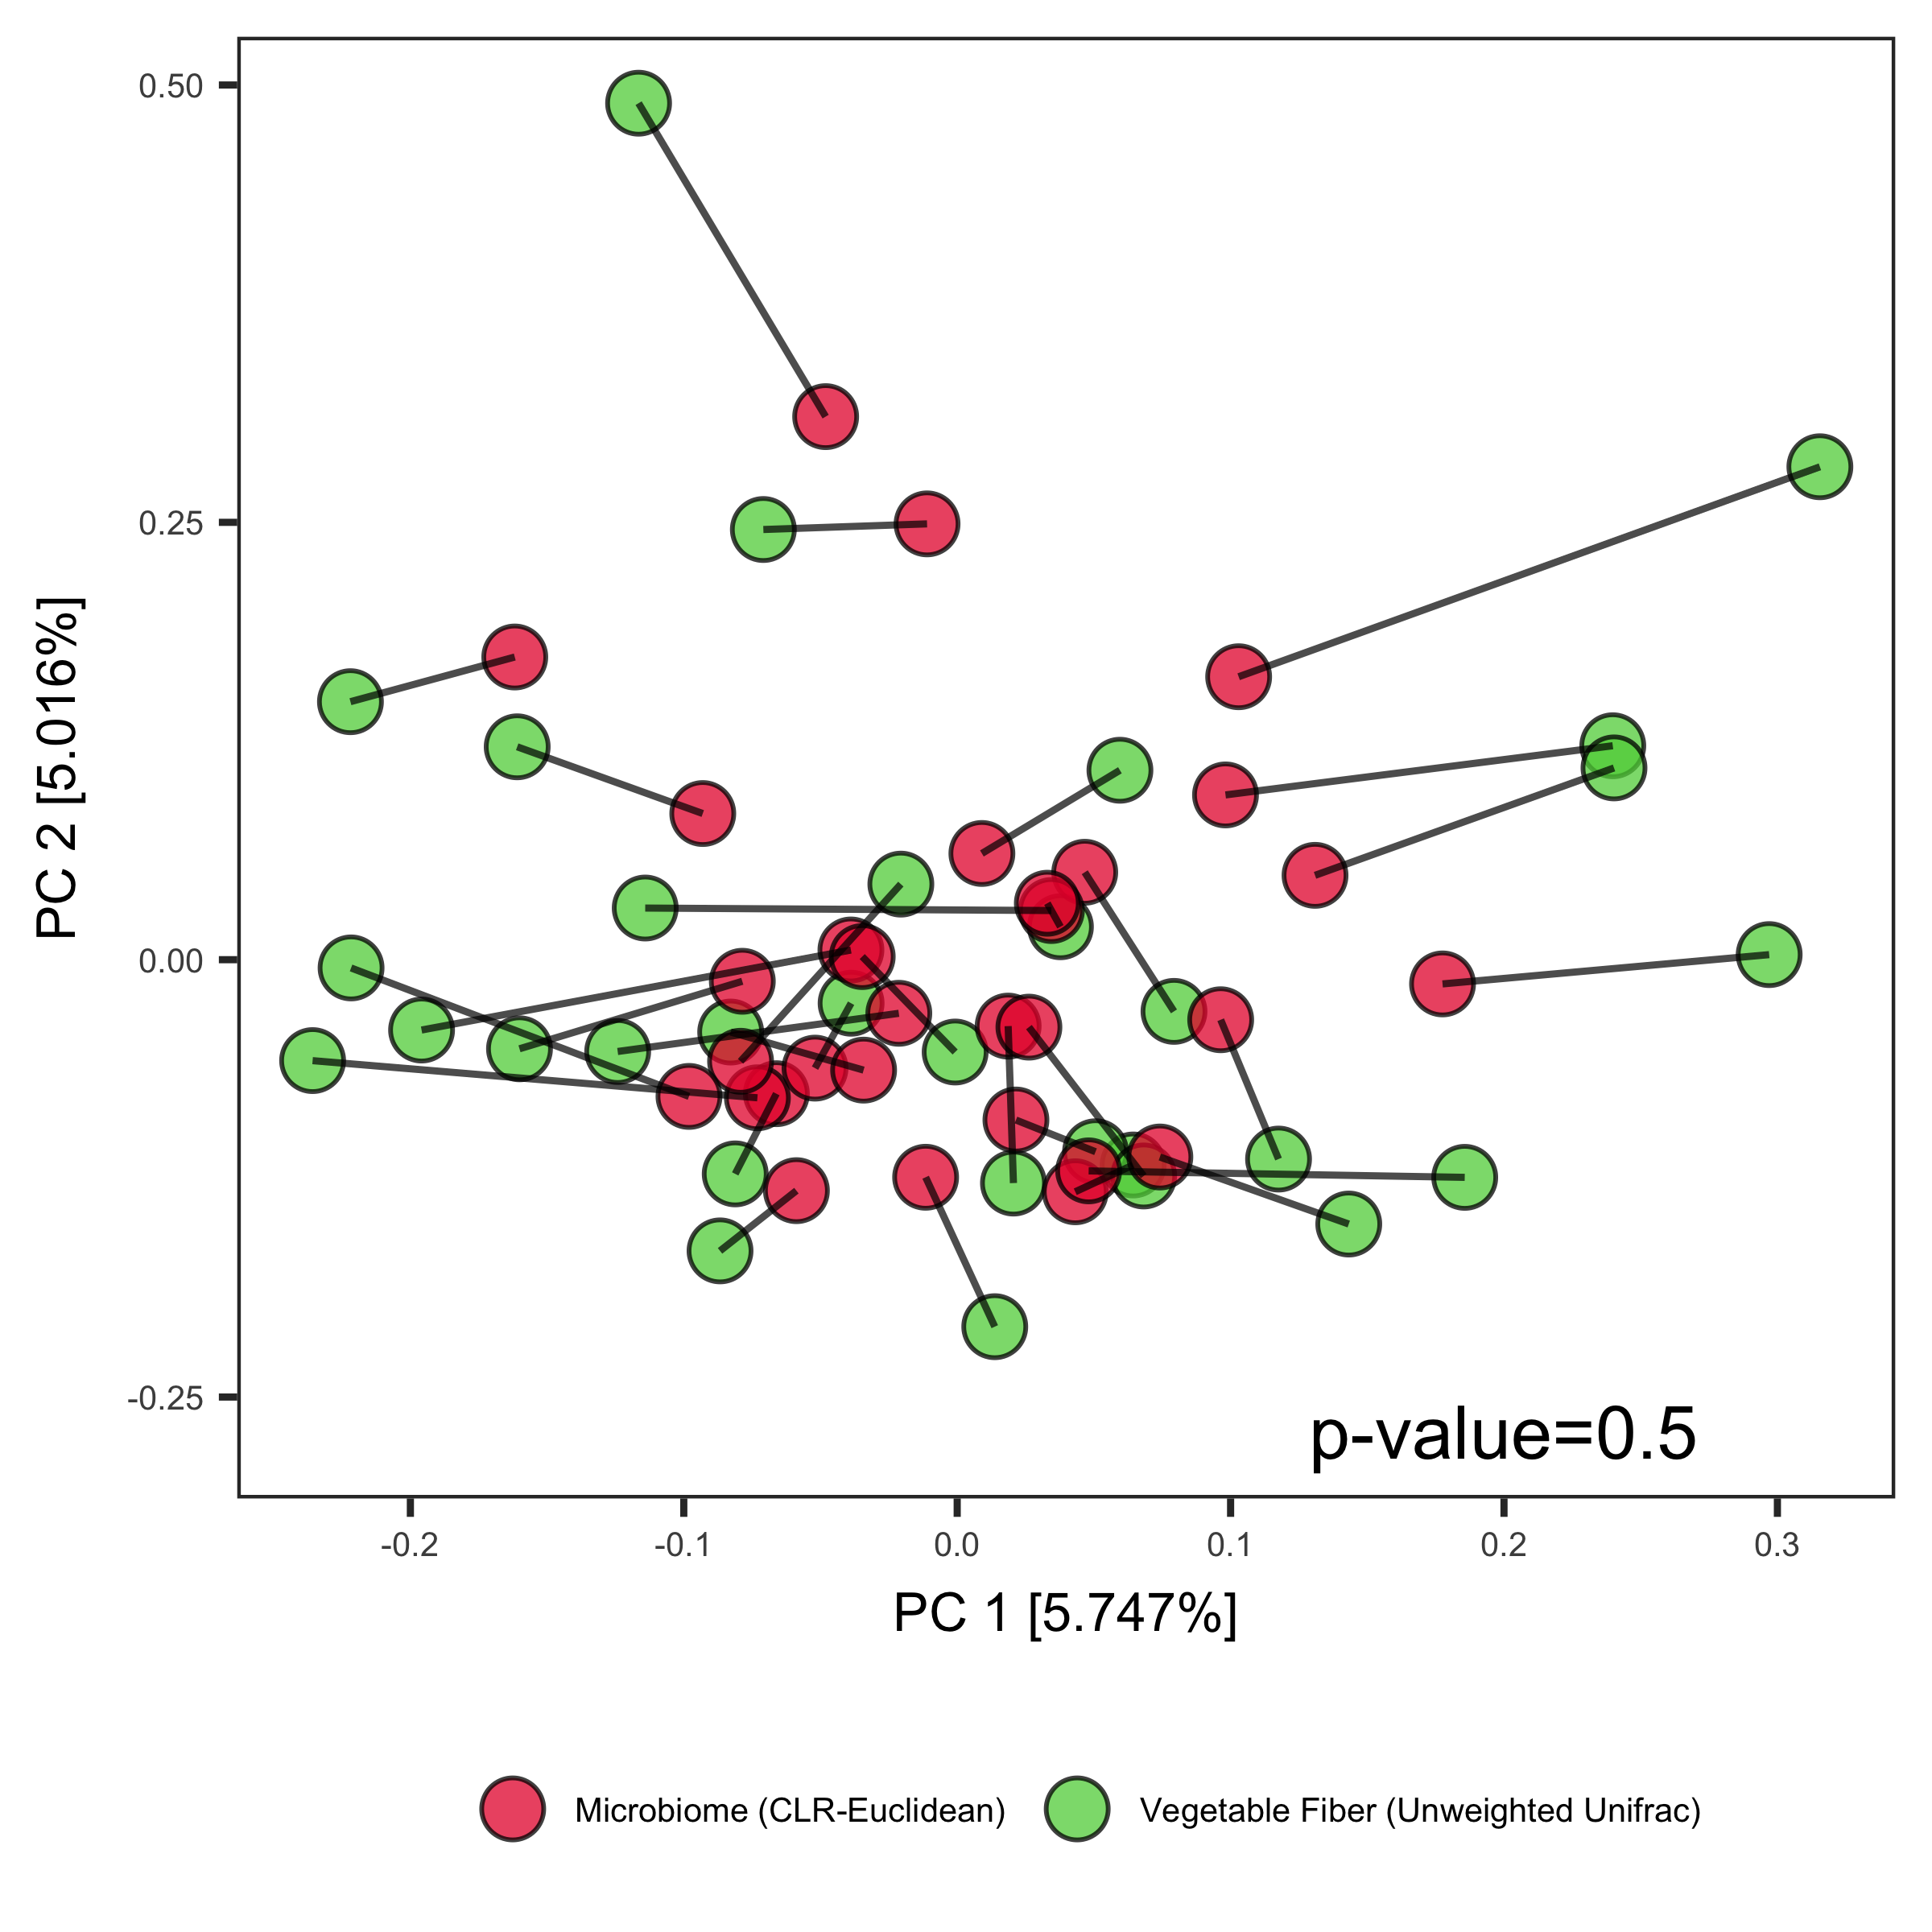 0.50
0.25
0.00
-0.25
PC 2 [5.016%]
p-value=0.5
-0.2 -0.1 0.0 0.1 0.2 0.3
PC 1 [5.747%]
Microbiome (CLR-Euclidean) Vegetable Fiber (Unweighted Unifrac)